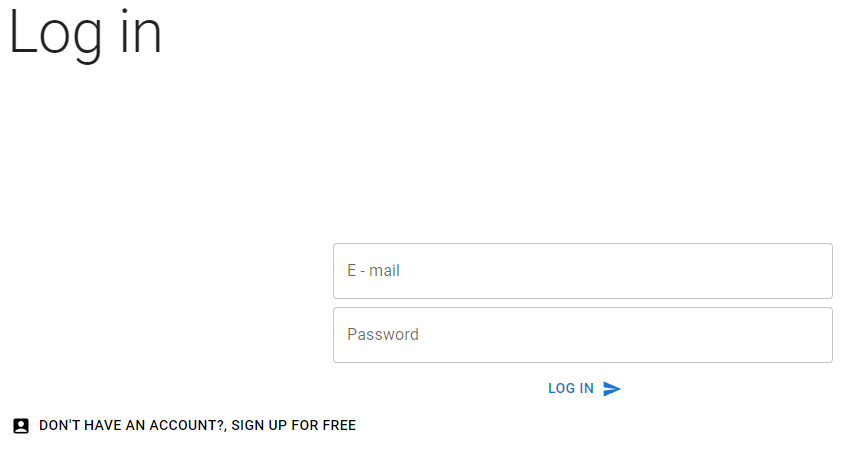 Log in
E - mail
Password
LOG IN
DON'T HAVE AN ACCOUNT?, SIGN UP FOR FREE